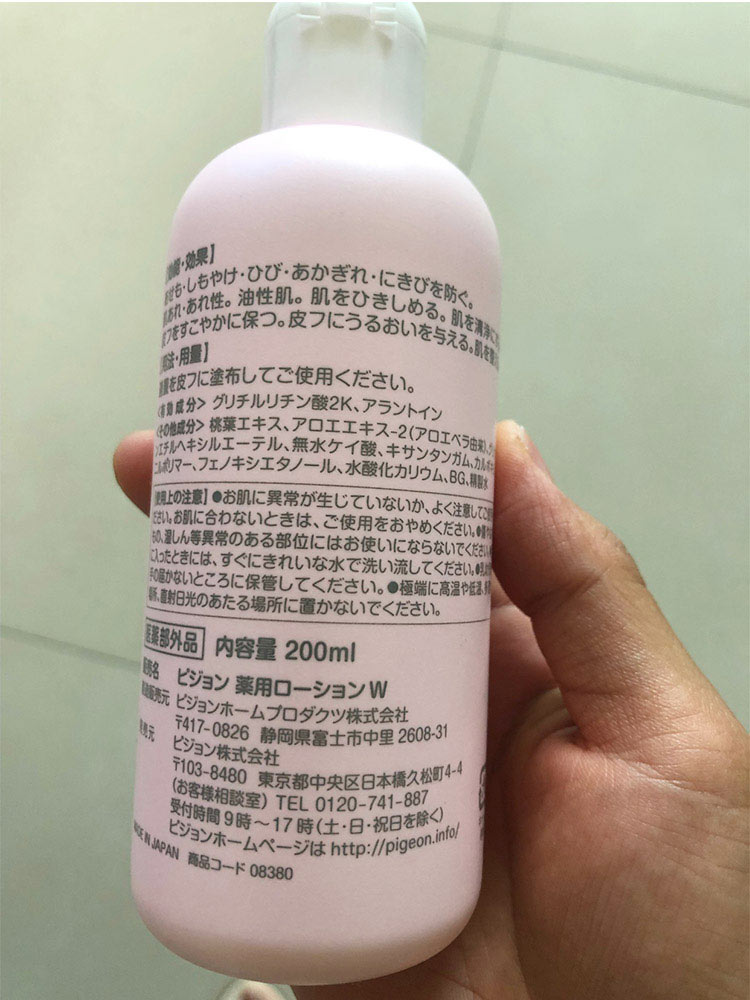 効能・効果】
せも・しもやけ・ひび・あかぎれ・にきびを防ぐ。
肌あれ・あれ性。油性肌。肌をひきしめる。肌を清浄に
皮フをすこやかに保つ。皮フにうるおいを与える。肌を
用法・用量】
適量を皮フに塗布してご使用ください。
<有効成分> グリチルリチン酸2K、アラントイン
<その他成分> 桃葉エキス、アロエエキス-2(アロエベラ由来)、
ンエチルヘキシルエーテル、無水ケイ酸、キサンタンガム、カルボキ
ニルポリマー、フェノキシエタノール、水酸化カリウム、BG、精製水
【使用上の注意】●お肌に異常が生じていないか、よく注意してご使用
ださい。お肌に合わないときは、ご使用をおやめください。●
もの、湿しん等異常のある部位にはお使いにならないでください。●
に入ったときには、すぐにきれいな水で洗い流してください。●乳幼
手の届かないところに保管してください。●極端に高温や低温、多湿
場所、直射日光のあたる場所に置かないでください。
医薬部外品 内容量 200ml
販売名 ピジョン 薬用ローションW
製造販売元 ピジョンホームプロダクツ株式会社
〒417-0826 静岡県富士市中里2608-31
発売元 ピジョン株式会社
〒103-8480 東京都中央区日本橋久松町4-4
(お客様相談室) TEL 0120-741-887
受付時間9時〜17時(土・日・祝日を除く)
ピジョンホームページは http://pigeon.info/
MADE IN JAPAN 商品コード 08380